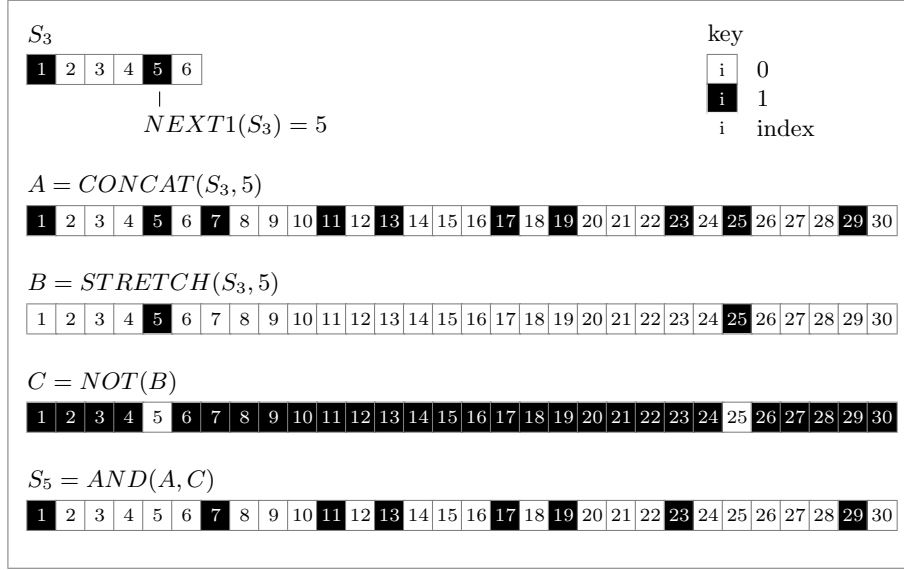 S₃
1 2 3 4 5 6
NEXT1(S₃) = 5
key
i 0
i 1
i index
A = CONCAT(S₃, 5)
1 2 3 4 5 6 7 8 9 10 11 12 13 14 15 16 17 18 19 20 21 22 23 24 25 26 27 28 29 30
B = STRETCH(S₃, 5)
1 2 3 4 5 6 7 8 9 10 11 12 13 14 15 16 17 18 19 20 21 22 23 24 25 26 27 28 29 30
C = NOT(B)
1 2 3 4 5 6 7 8 9 10 11 12 13 14 15 16 17 18 19 20 21 22 23 24 25 26 27 28 29 30
S₅ = AND(A, C)
1 2 3 4 5 6 7 8 9 10 11 12 13 14 15 16 17 18 19 20 21 22 23 24 25 26 27 28 29 30